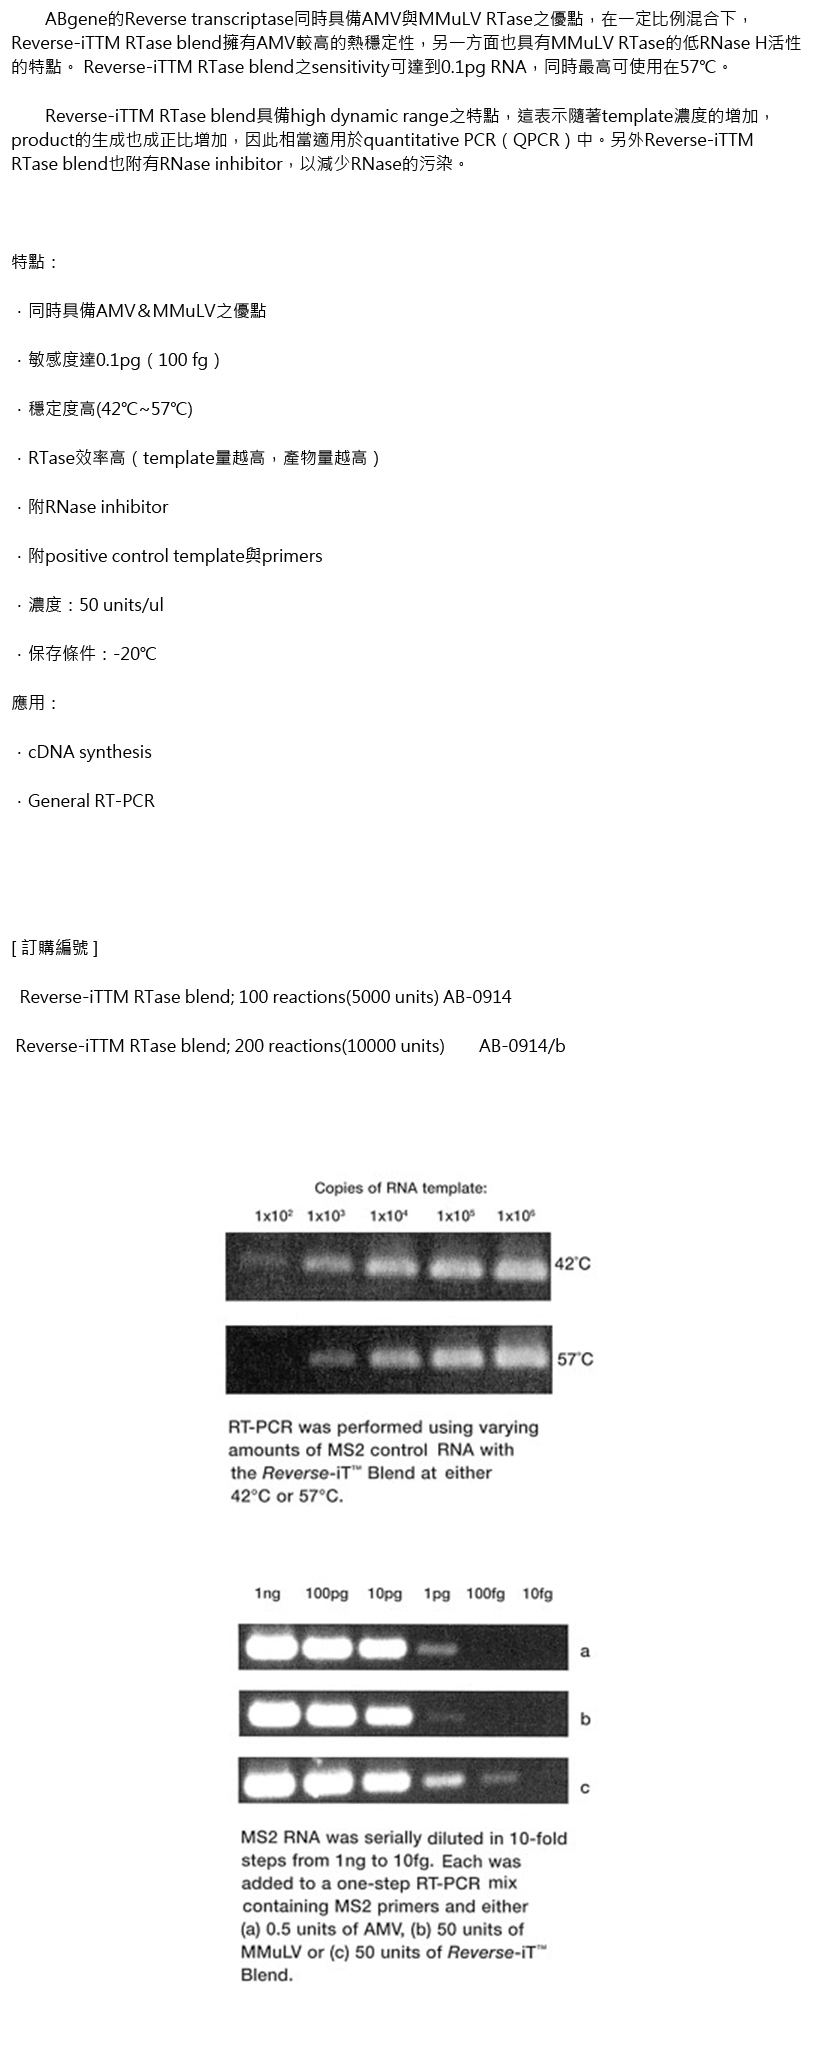 ABgene的Reverse transcriptase同時具備AMV與MMuLV RTase之優點，在一定比例混合下，
Reverse-iTTM RTase blend擁有AMV較高的熱穩定性，另一方面也具有MMuLV RTase的低RNase H活性
的特點。 Reverse-iTTM RTase blend之sensitivity可達到0.1pg RNA，同時最高可使用在57℃。
Reverse-iTTM RTase blend具備high dynamic range之特點，這表示隨著template濃度的增加，
product的生成也成正比增加，因此相當適用於quantitative PCR（QPCR）中。另外Reverse-iTTM
RTase blend也附有RNase inhibitor，以減少RNase的污染。
特點：
．同時具備AMV＆MMuLV之優點
．敏感度達0.1pg（100 fg）
．穩定度高(42℃~57℃)
．RTase效率高（template量越高，產物量越高）
．附RNase inhibitor
．附positive control template與primers
．濃度：50 units/ul
．保存條件：-20℃
應用：
．cDNA synthesis
．General RT-PCR
[ 訂購編號 ]
Reverse-iTTM RTase blend; 100 reactions(5000 units) AB-0914
Reverse-iTTM RTase blend; 200 reactions(10000 units) AB-0914/b
Copies of RNA template:
1x10² 1x10³ 1x10⁴ 1x10⁵ 1x10⁶
42°C
57°C
RT-PCR was performed using varying
amounts of MS2 control RNA with
the Reverse-iT™ Blend at either
42°C or 57°C.
1ng 100pg 10pg 1pg 100fg 10fg
a
b
c
MS2 RNA was serially diluted in 10-fold
steps from 1ng to 10fg. Each was
added to a one-step RT-PCR mix
containing MS2 primers and either
(a) 0.5 units of AMV, (b) 50 units of
MMuLV or (c) 50 units of Reverse-iT™
Blend.